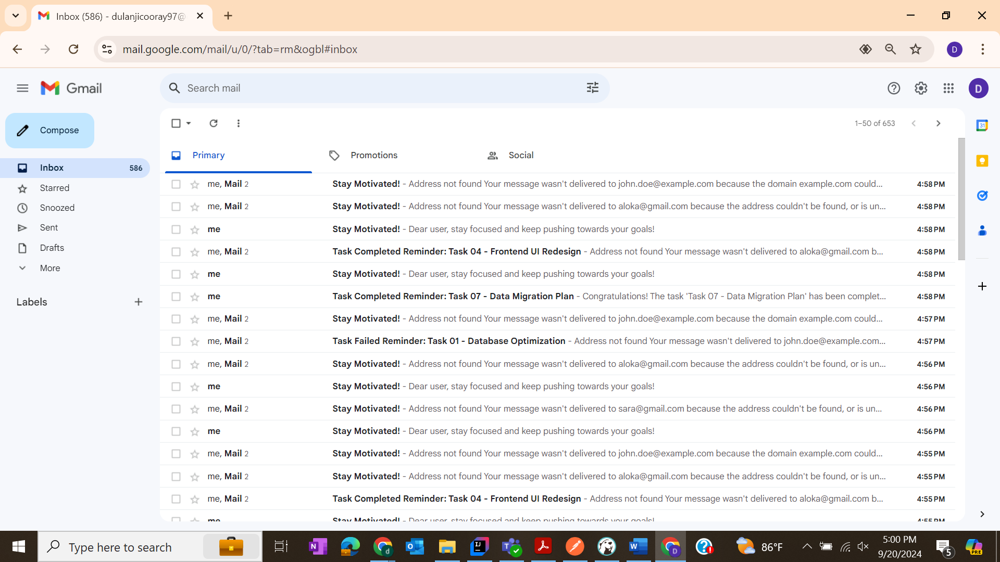 Inbox (586) - dulanjicooray97@
mail.google.com/mail/u/0/?tab=rm&ogbl#inbox
D
Gmail
Search mail
D
Compose
1–50 of 653
31
Primary
Promotions
Social
Inbox 586
Starred
Snoozed
Sent
Drafts
More
Labels
me, Mail 2 Stay Motivated! - Address not found Your message wasn't delivered to john.doe@example.com because the domain example.com could... 4:58 PM
me, Mail 2 Stay Motivated! - Address not found Your message wasn't delivered to aloka@gmail.com because the address couldn't be found, or is un... 4:58 PM
me Stay Motivated! - Dear user, stay focused and keep pushing towards your goals! 4:58 PM
me, Mail 2 Task Completed Reminder: Task 04 - Frontend UI Redesign - Address not found Your message wasn't delivered to aloka@gmail.com b... 4:58 PM
me Stay Motivated! - Dear user, stay focused and keep pushing towards your goals! 4:58 PM
me Task Completed Reminder: Task 07 - Data Migration Plan - Congratulations! The task 'Task 07 - Data Migration Plan' has been complet... 4:58 PM
me, Mail 2 Stay Motivated! - Address not found Your message wasn't delivered to john.doe@example.com because the domain example.com could... 4:57 PM
me, Mail 2 Task Failed Reminder: Task 01 - Database Optimization - Address not found Your message wasn't delivered to john.doe@example.com... 4:57 PM
me, Mail 2 Stay Motivated! - Address not found Your message wasn't delivered to aloka@gmail.com because the address couldn't be found, or is un... 4:56 PM
me Stay Motivated! - Dear user, stay focused and keep pushing towards your goals! 4:56 PM
me, Mail 2 Stay Motivated! - Address not found Your message wasn't delivered to sara@gmail.com because the address couldn't be found, or is un... 4:56 PM
me Stay Motivated! - Dear user, stay focused and keep pushing towards your goals! 4:56 PM
me, Mail 2 Stay Motivated! - Address not found Your message wasn't delivered to john.doe@example.com because the domain example.com could... 4:55 PM
me, Mail 2 Stay Motivated! - Address not found Your message wasn't delivered to aloka@gmail.com because the address couldn't be found, or is un... 4:55 PM
me, Mail 2 Task Completed Reminder: Task 04 - Frontend UI Redesign - Address not found Your message wasn't delivered to aloka@gmail.com b... 4:55 PM
me Stay Motivated! - Dear user, stay focused and keep pushing towards your goals! 4:55 PM
Type here to search
86°F
5:00 PM
9/20/2024
5
PRE